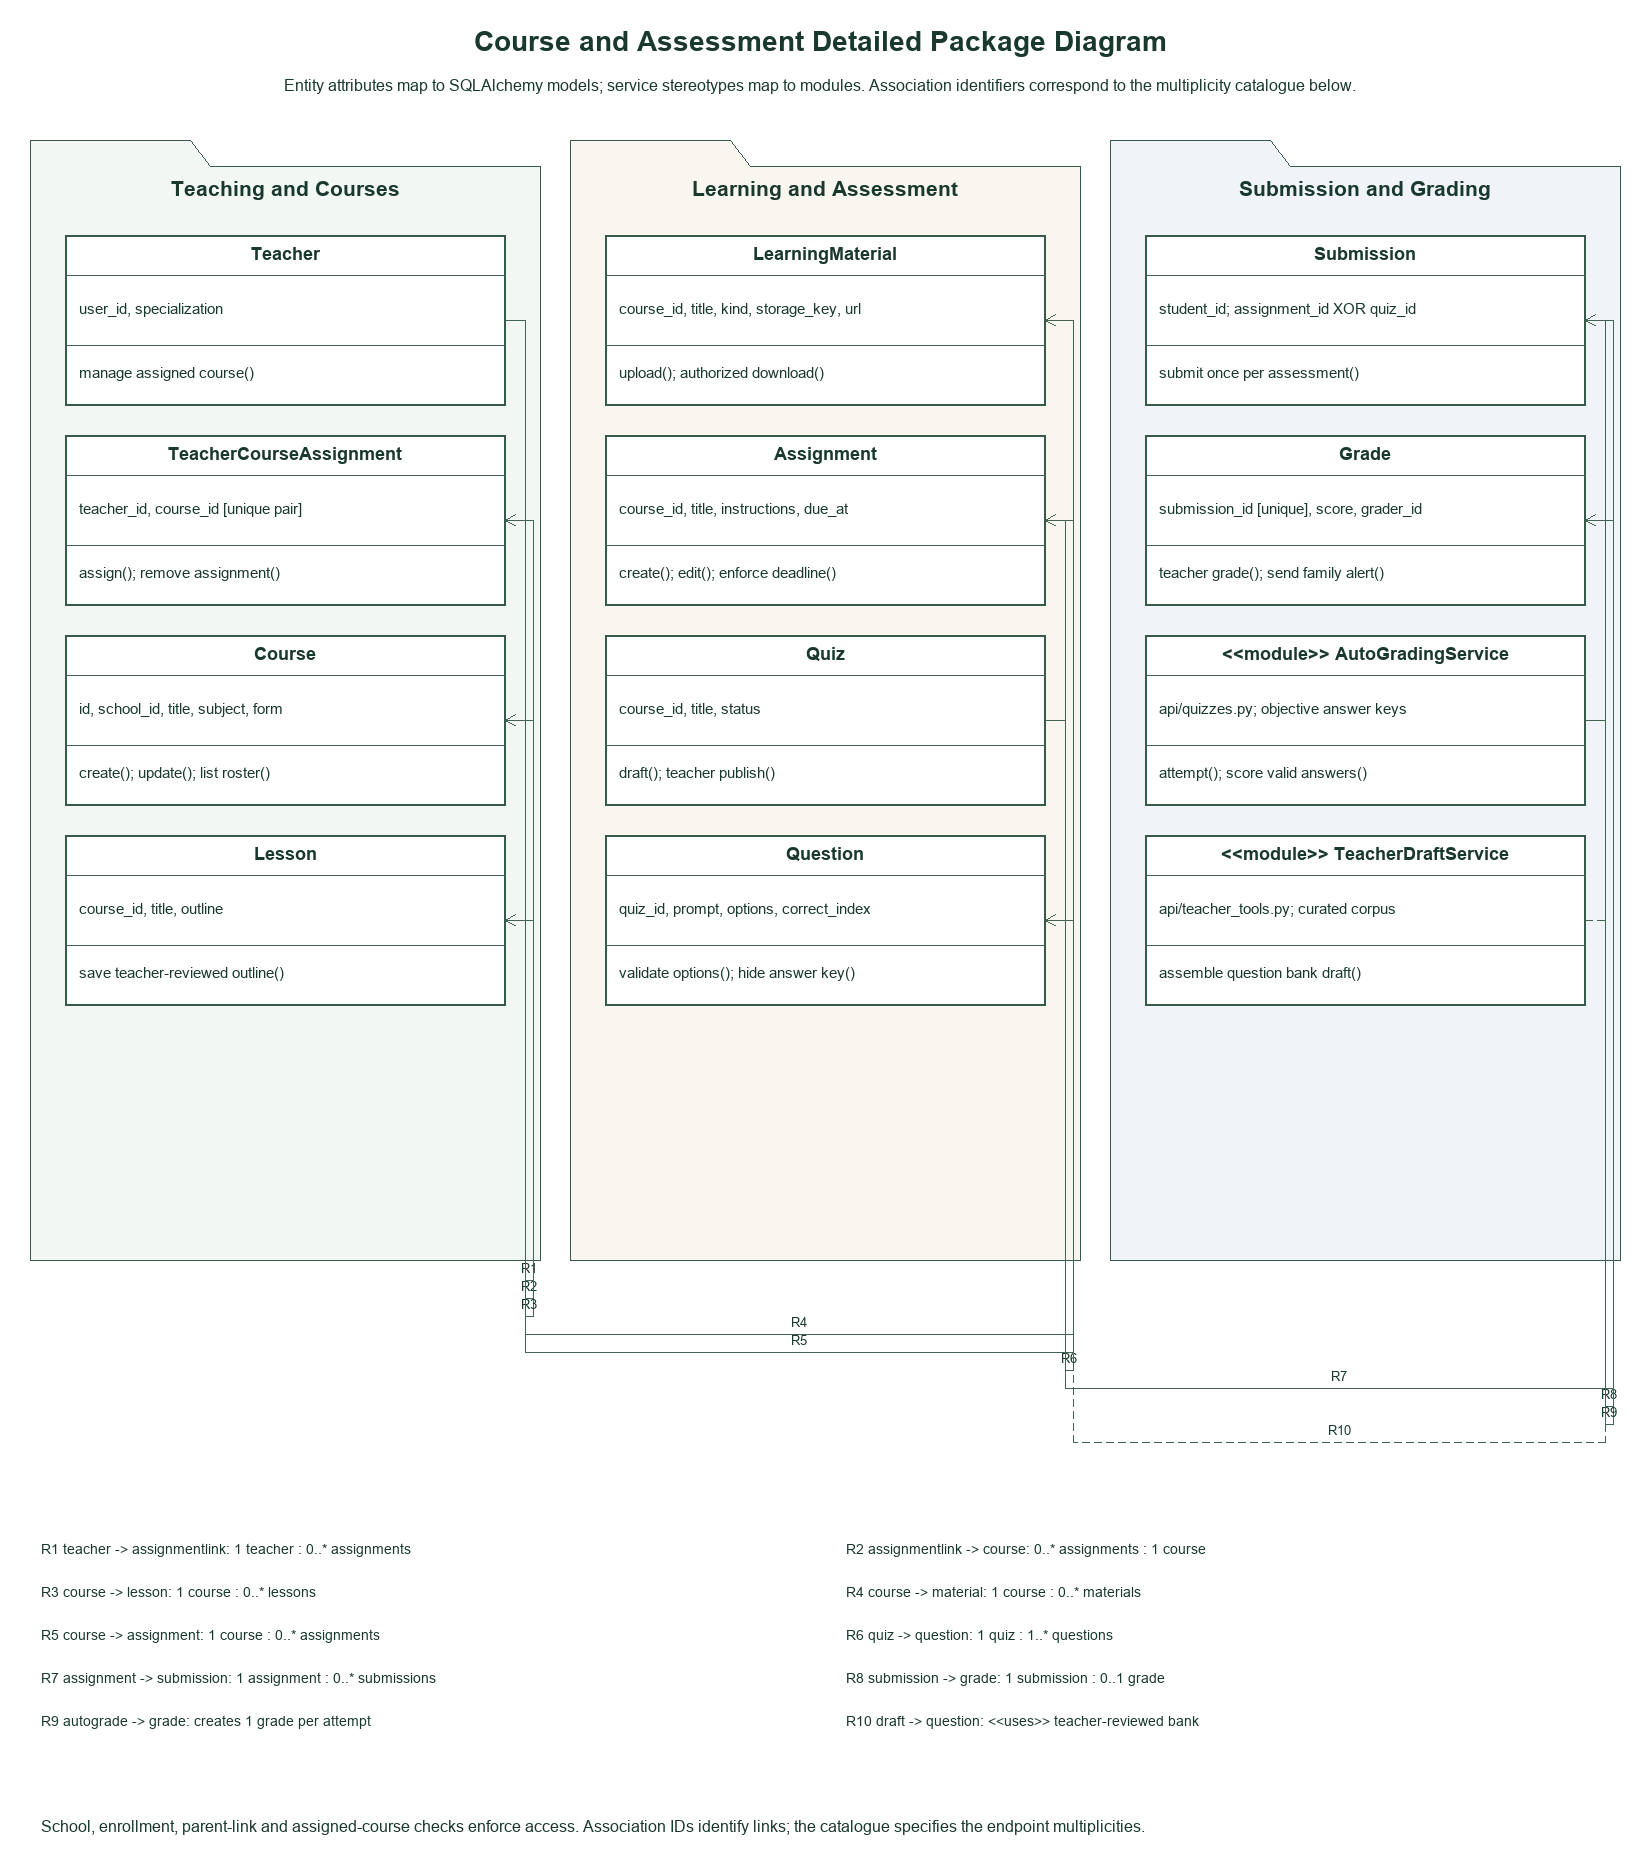 Course and Assessment Detailed Package Diagram
Entity attributes map to SQLAlchemy models; service stereotypes map to modules. Association identifiers correspond to the multiplicity catalogue below.
Teaching and Courses
Teacher
user_id, specialization
manage assigned course()
TeacherCourseAssignment
teacher_id, course_id [unique pair]
assign(); remove assignment()
Course
id, school_id, title, subject, form
create(); update(); list roster()
Lesson
course_id, title, outline
save teacher-reviewed outline()
Learning and Assessment
LearningMaterial
course_id, title, kind, storage_key, url
upload(); authorized download()
Assignment
course_id, title, instructions, due_at
create(); edit(); enforce deadline()
Quiz
course_id, title, status
draft(); teacher publish()
Question
quiz_id, prompt, options, correct_index
validate options(); hide answer key()
Submission and Grading
Submission
student_id; assignment_id XOR quiz_id
submit once per assessment()
Grade
submission_id [unique], score, grader_id
teacher grade(); send family alert()
<<module>> AutoGradingService
api/quizzes.py; objective answer keys
attempt(); score valid answers()
<<module>> TeacherDraftService
api/teacher_tools.py; curated corpus
assemble question bank draft()
R1
R2
R3
R4
R5
R6
R7
R8
R9
R10
R1 teacher -> assignmentlink: 1 teacher : 0..* assignments
R2 assignmentlink -> course: 0..* assignments : 1 course
R3 course -> lesson: 1 course : 0..* lessons
R4 course -> material: 1 course : 0..* materials
R5 course -> assignment: 1 course : 0..* assignments
R6 quiz -> question: 1 quiz : 1..* questions
R7 assignment -> submission: 1 assignment : 0..* submissions
R8 submission -> grade: 1 submission : 0..1 grade
R9 autograde -> grade: creates 1 grade per attempt
R10 draft -> question: <<uses>> teacher-reviewed bank
School, enrollment, parent-link and assigned-course checks enforce access. Association IDs identify links; the catalogue specifies the endpoint multiplicities.